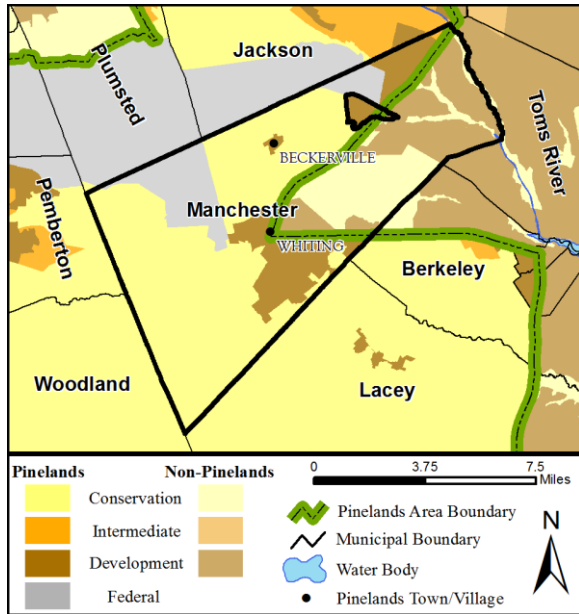 Jackson
Plumsted
Toms River
BECKERVILLE
Pemberton
Manchester
WHITING
Berkeley
Woodland
Lacey
Pinelands Non-Pinelands
Conservation
Intermediate
Development
Federal
0 3.75 7.5
Miles
Pinelands Area Boundary
Municipal Boundary
Water Body
Pinelands Town/Village
N